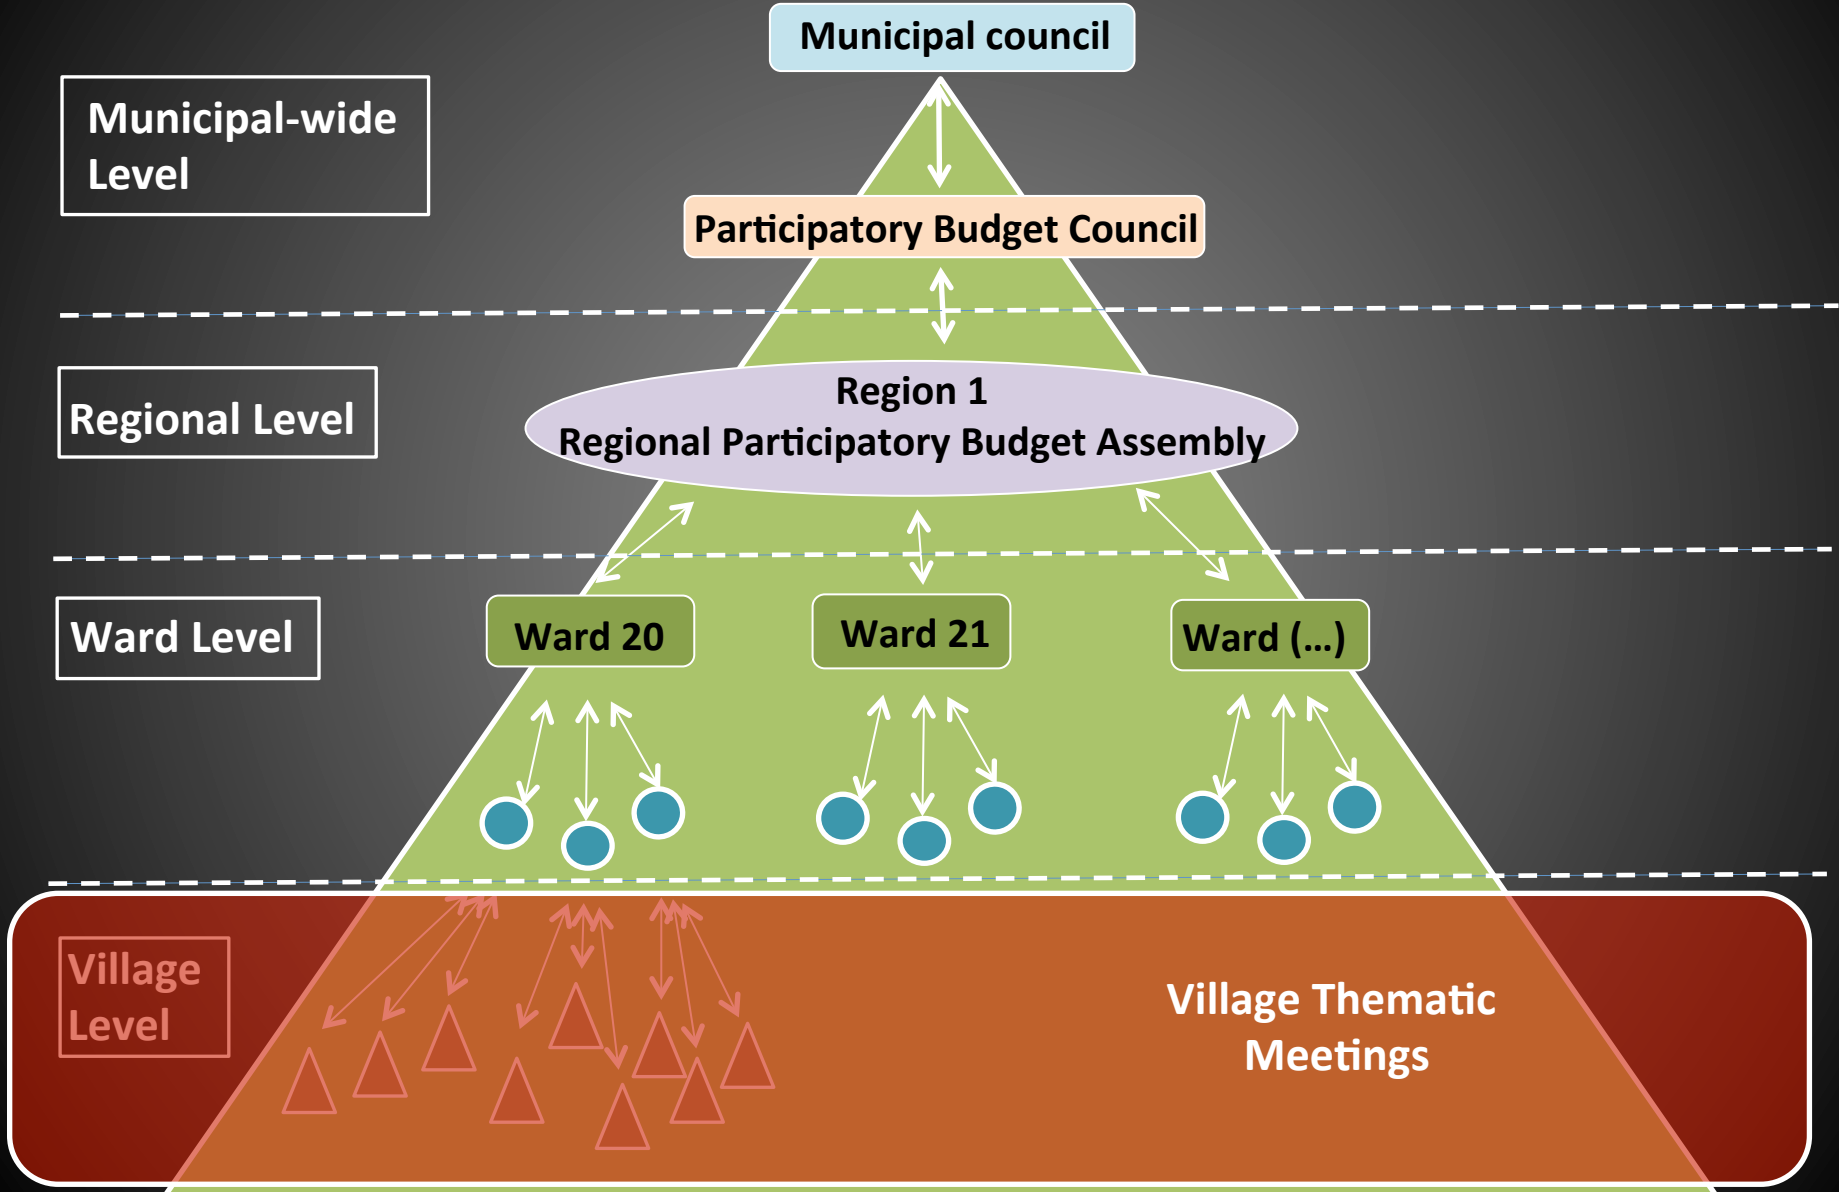 Municipal council
Municipal-wide
Level
Participatory Budget Council
Regional Level
Region 1
Regional Participatory Budget Assembly
Ward Level
Ward 20
Ward 21
Ward (...)
Village
Level
Village Thematic
Meetings